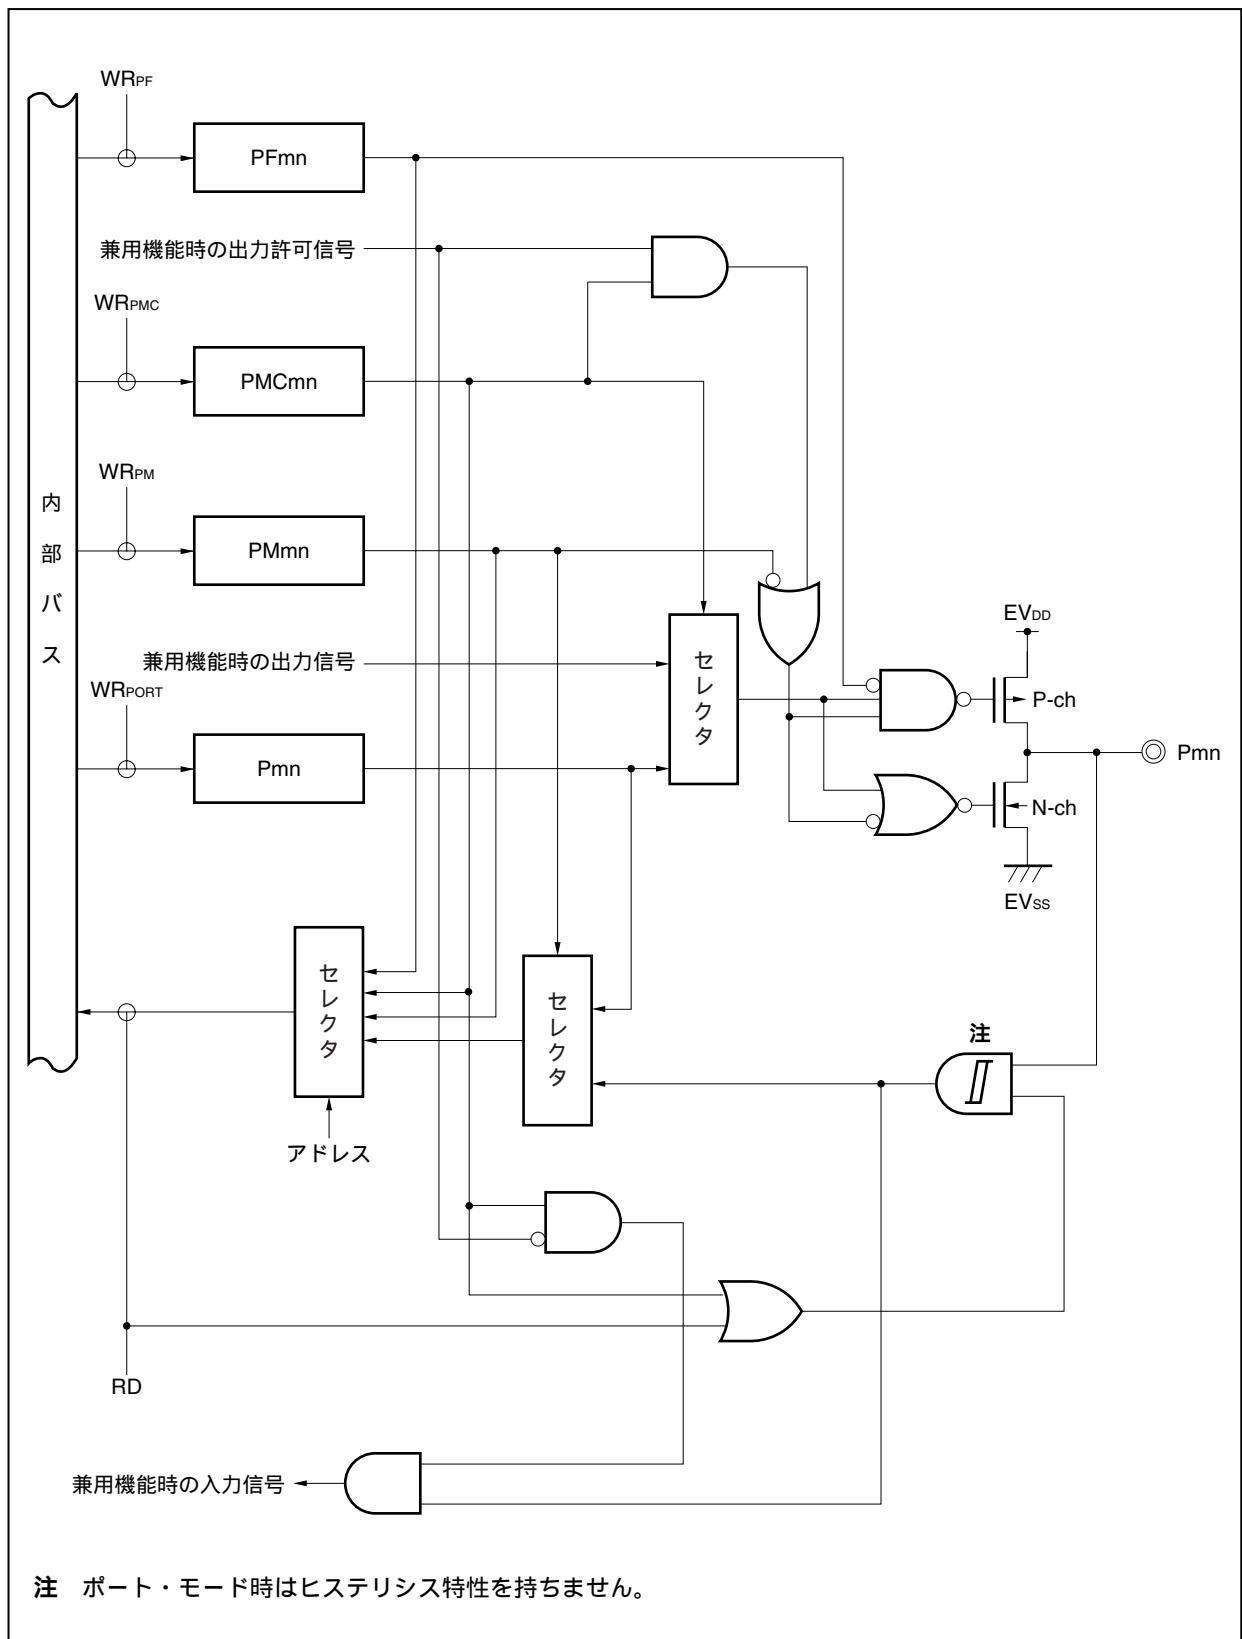 WRPF
PFmn
兼用機能時の出力許可信号
WRPMC
PMCmn
WRPM
PMmn
内部バス
EVDD
セレクタ
兼用機能時の出力信号
WRPORT
P-ch
Pmn
Pmn
N-ch
EVSS
セレクタ
セレクタ
注
アドレス
RD
兼用機能時の入力信号
注 ポート・モード時はヒステリシス特性を持ちません。